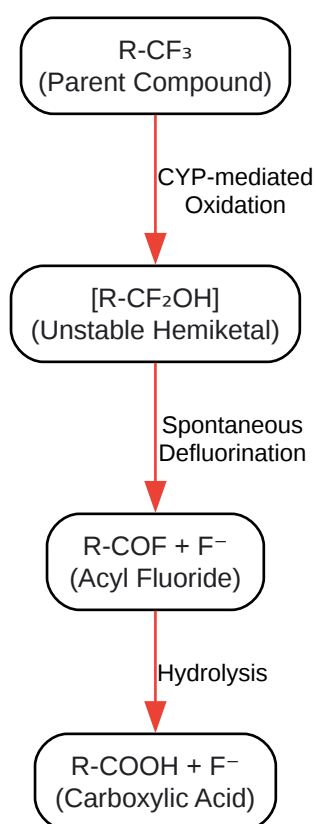 R-CF₃
(Parent Compound)
CYP-mediated
Oxidation
[R-CF₂OH]
(Unstable Hemiketal)
Spontaneous
Defluorination
R-COF + F⁻
(Acyl Fluoride)
Hydrolysis
R-COOH + F⁻
(Carboxylic Acid)